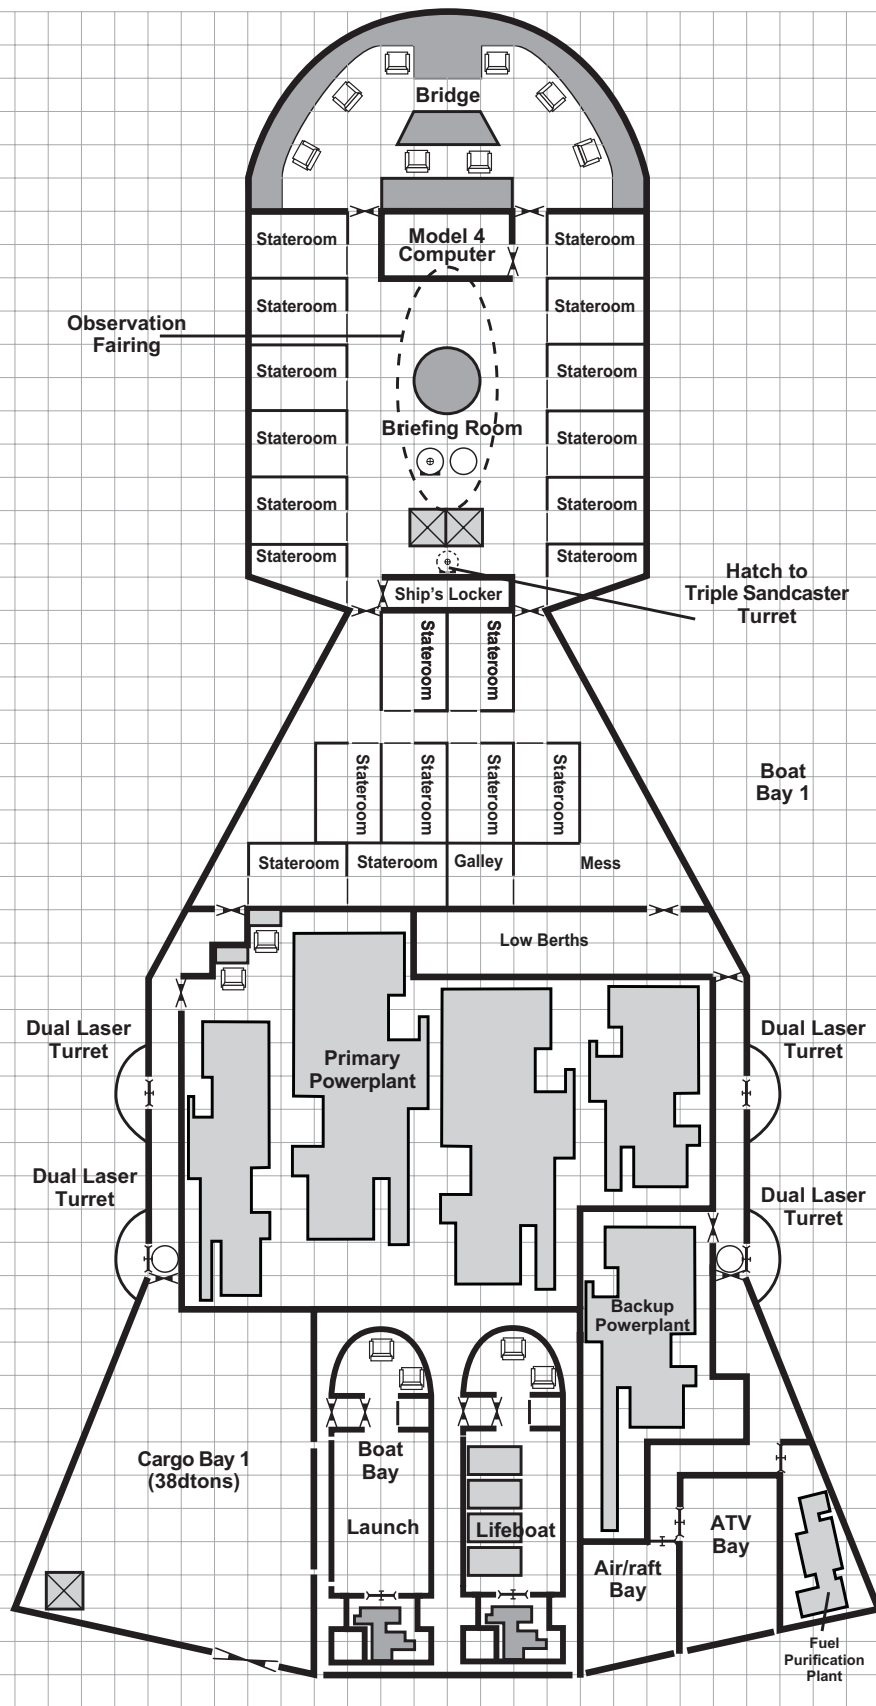 Bridge
Model 4
Computer
Stateroom
Stateroom
Stateroom
Stateroom
Observation
Fairing
Stateroom
Stateroom
Briefing Room
Stateroom
Stateroom
Stateroom
Stateroom
Stateroom
Stateroom
Hatch to
Triple Sandcaster
Turret
Ship's Locker
Stateroom
Stateroom
Stateroom
Stateroom
Stateroom
Stateroom
Boat
Bay 1
Stateroom
Stateroom
Galley
Mess
Low Berths
Dual Laser
Turret
Primary
Powerplant
Dual Laser
Turret
Dual Laser
Turret
Dual Laser
Turret
Backup
Powerplant
Cargo Bay 1
(38dtons)
Boat
Bay
Launch
Lifeboat
ATV
Bay
Air/raft
Bay
Fuel
Purification
Plant